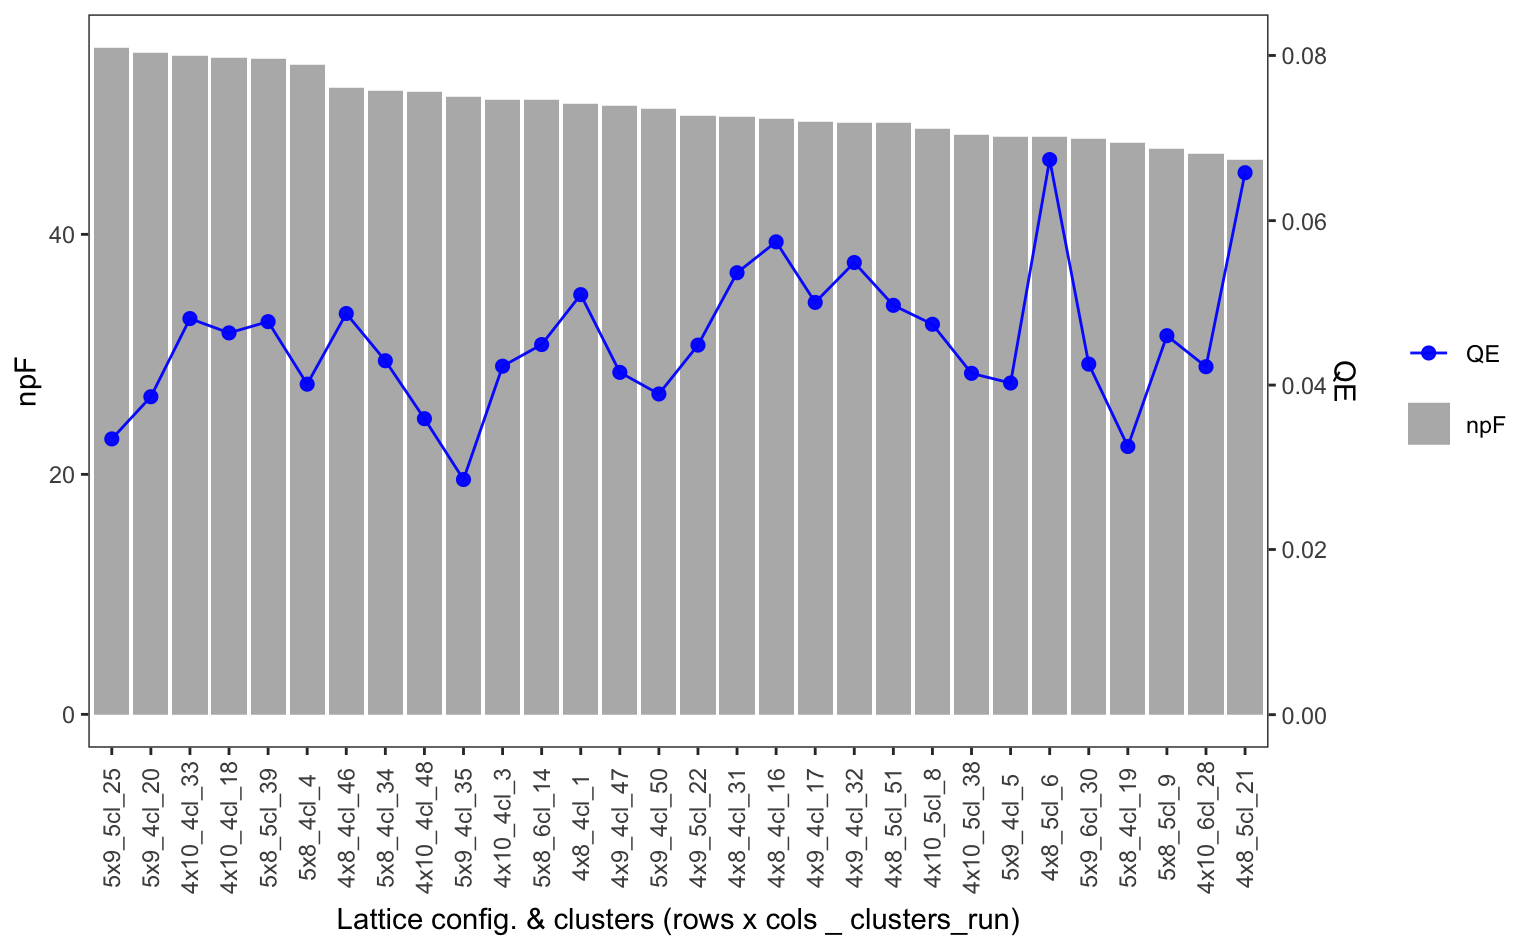 npF
40
20
0
0.08
0.06
0.04
0.02
0.00
QE
QE
npF
5x9_5cl_25
5x9_4cl_20
4x10_4cl_33
4x10_4cl_18
5x8_5cl_39
5x8_4cl_4
4x8_4cl_46
5x8_4cl_34
4x10_4cl_48
5x9_4cl_35
4x10_4cl_3
5x8_6cl_14
4x8_4cl_1
4x9_4cl_47
5x9_4cl_50
4x9_5cl_22
4x8_4cl_31
4x8_4cl_16
4x9_4cl_17
4x9_4cl_32
4x8_5cl_51
4x10_5cl_8
4x10_5cl_38
5x9_4cl_5
4x8_5cl_6
5x9_6cl_30
5x8_4cl_19
5x8_5cl_9
4x10_6cl_28
4x8_5cl_21
Lattice config. & clusters (rows x cols _ clusters_run)